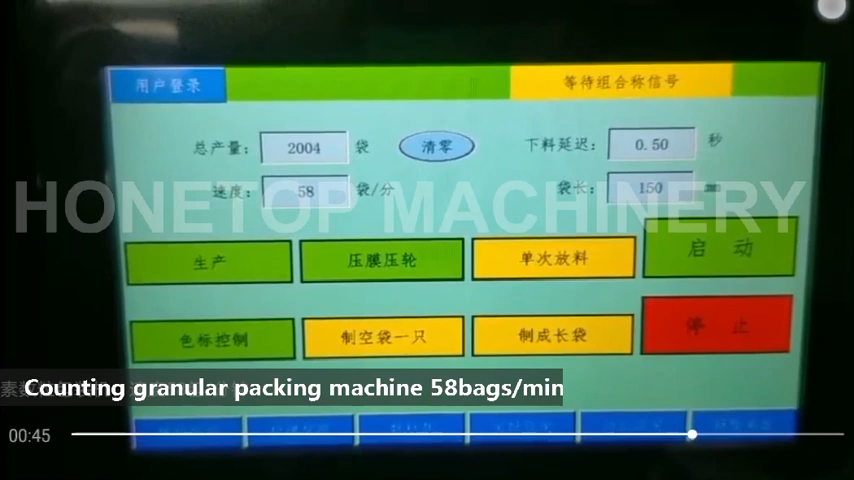 用户登录 等待组合称信号
总产量: 2004 袋 清零 下料延迟: 0.50 秒
速度: 58 袋/分 袋长: 150 mm
HONETOP MACHINERY
生产 压膜压轮 单次放料 启动
色标控制 制空袋一只 制成长袋 停止
Counting granular packing machine 58bags/min
00:45